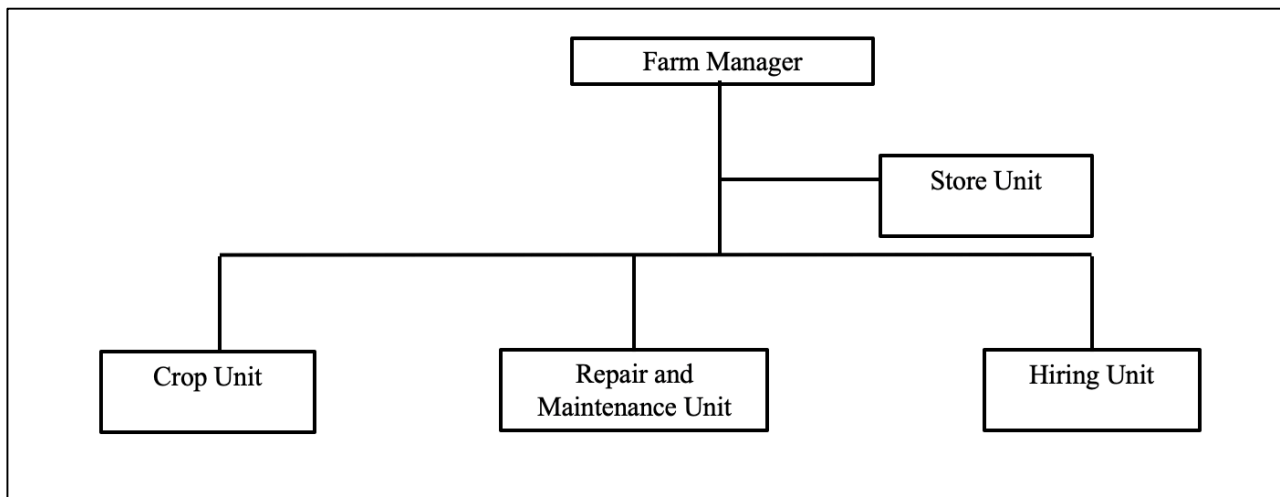 Farm Manager
Store Unit
Crop Unit
Repair and
Maintenance Unit
Hiring Unit